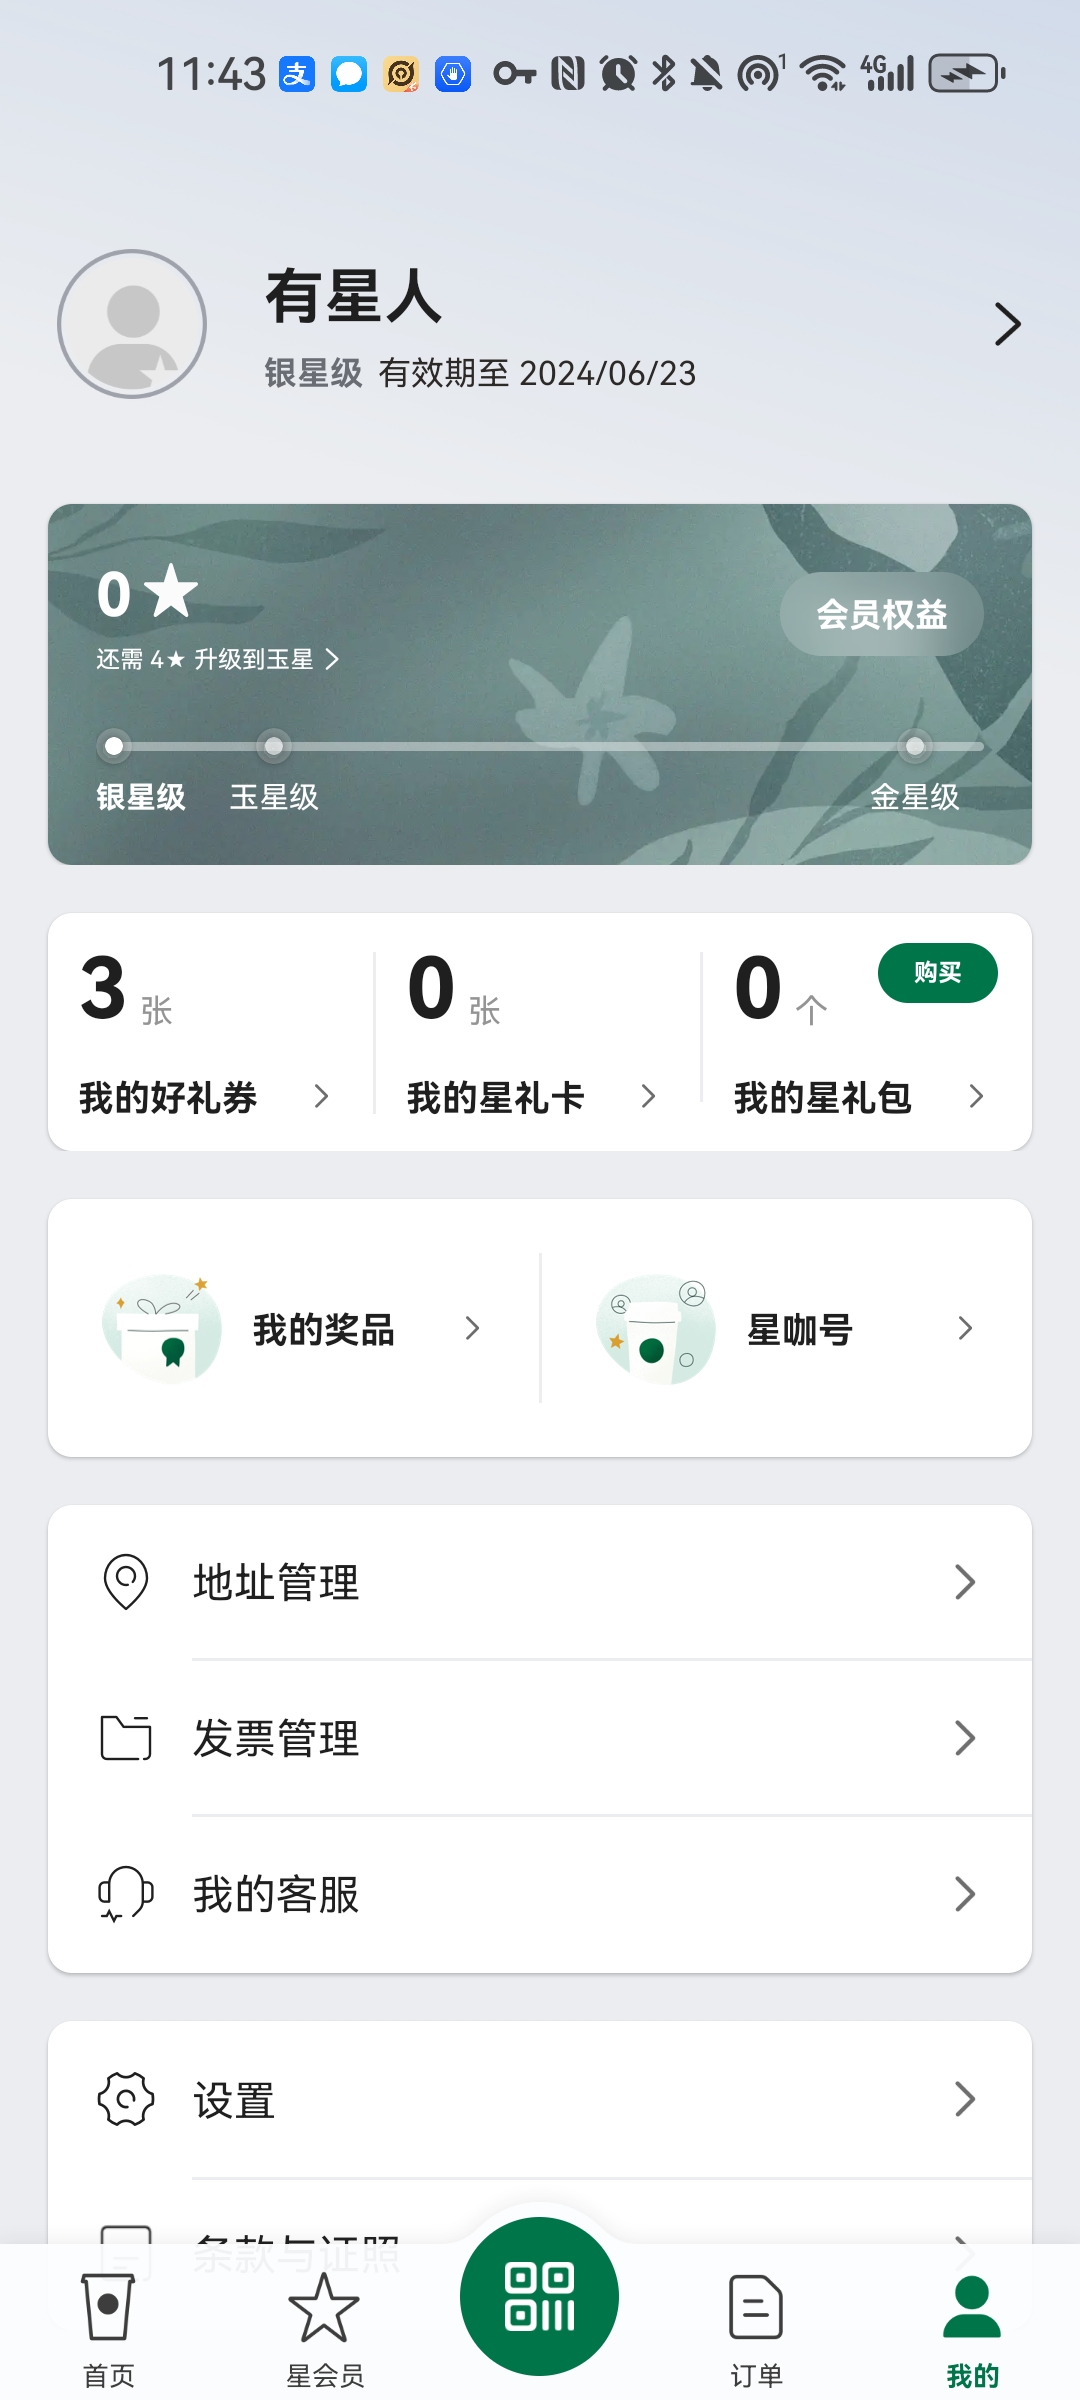 11:43
支
1
4G
有星人
银星级 有效期至 2024/06/23
0★
会员权益
还需 4★ 升级到玉星
银星级 玉星级 金星级
3 张 0 张 0 个 购买
我的好礼券 我的星礼卡 我的星礼包
我的奖品 星咖号
地址管理
发票管理
我的客服
设置
条款与证照
首页 星会员 订单 我的